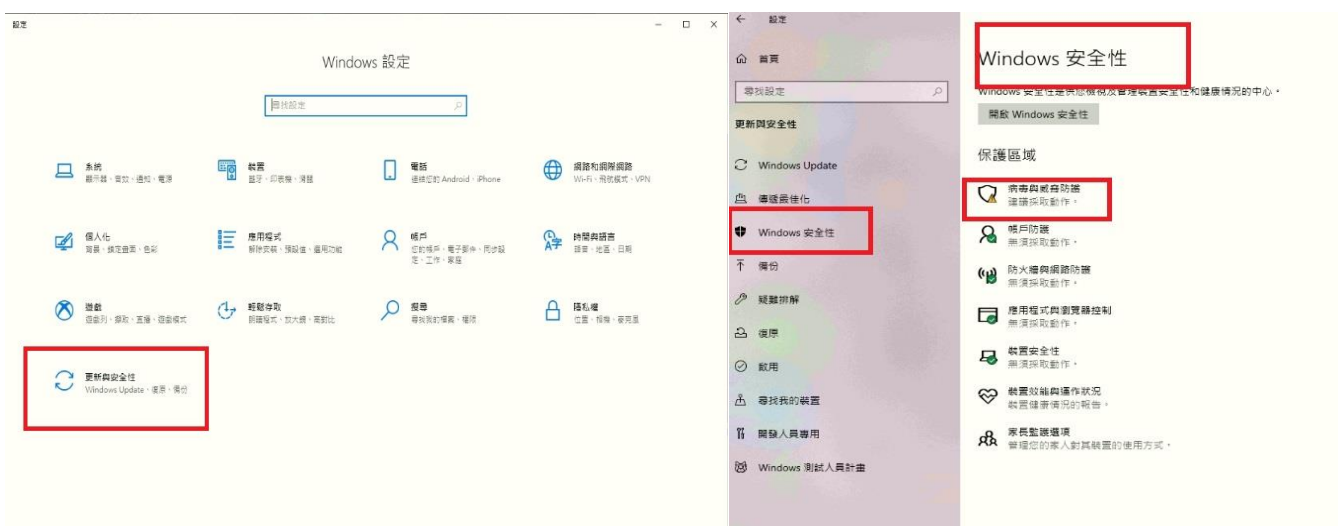 設定
Windows 設定
尋找設定
系統
顯示器、音效、通知、電源
裝置
藍牙、印表機、滑鼠
電話
連結您的 Android、iPhone
網路和網際網路
Wi-Fi、飛航模式、VPN
個人化
背景、鎖定畫面、色彩
應用程式
解除安裝、預設值、選用功能
帳戶
您的帳戶、電子郵件、同步設
定、工作、家庭
時間與語言
語音、地區、日期
遊戲
遊戲列、擷取、直播、遊戲模式
輕鬆存取
朗讀程式、放大鏡、高對比
搜尋
尋找我的檔案、權限
隱私權
位置、相機、麥克風
更新與安全性
Windows Update、復原、備份
設定
首頁
尋找設定
更新與安全性
Windows Update
傳遞最佳化
Windows 安全性
備份
疑難排解
復原
啟用
尋找我的裝置
開發人員專用
Windows 測試人員計畫
Windows 安全性
Windows 安全性是供您檢視及管理裝置安全性和健康情況的中心。
開啟 Windows 安全性
保護區域
病毒與威脅防護
建議採取動作。
帳戶防護
無須採取動作。
防火牆與網路防護
無須採取動作。
應用程式與瀏覽器控制
無須採取動作。
裝置安全性
無須採取動作。
裝置效能與運作狀況
裝置健康情況的報告。
家長監護選項
管理您的家人對其裝置的使用方式。